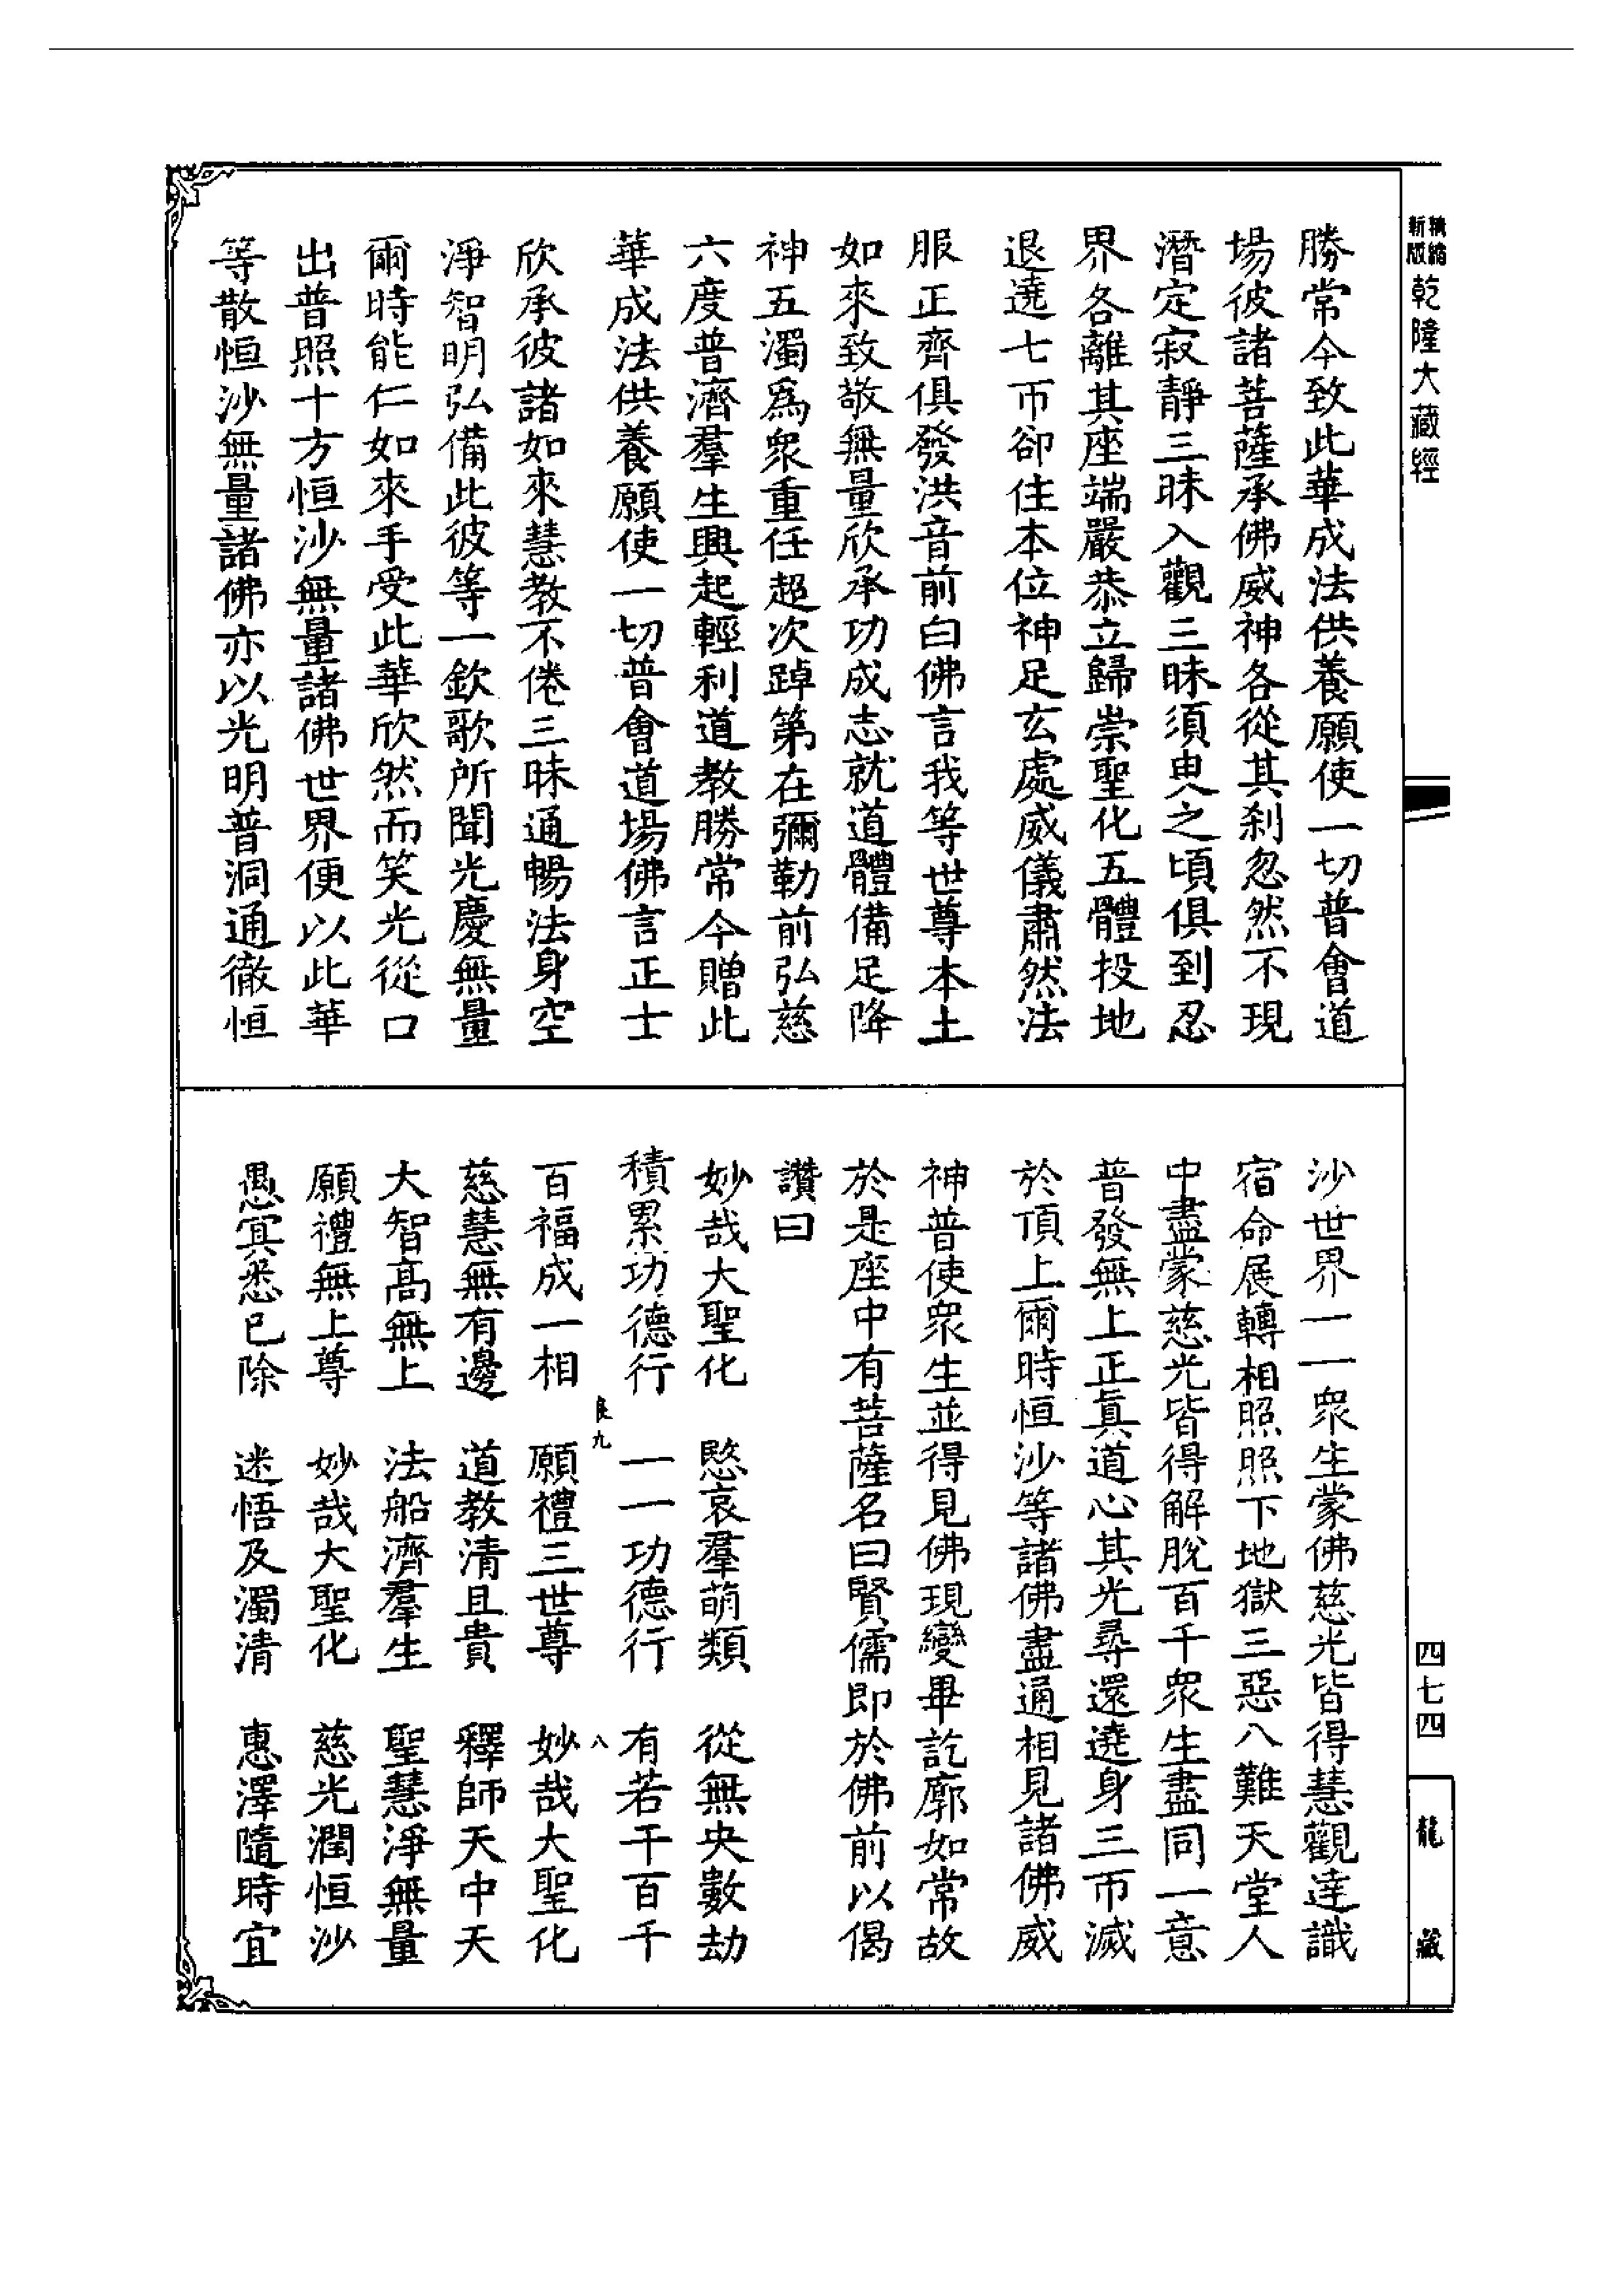 新版
精縮
乾隆大藏經
四七四
龍藏
勝常今致此華成法供養願使一切普會道
場彼諸菩薩承佛威神各從其刹忽然不現
潛定寂靜三昧入觀三昧須臾之頃俱到忍
界各離其座端嚴恭立歸崇聖化五體投地
退遶七帀卻住本位神足玄處威儀肅然法
服正齊俱發洪音前白佛言我等世尊本土
如來致敬無量欣承功成志就道體備足降
神五濁為衆重任超次踔第在彌勒前弘慈
六度普濟羣生興起輕利道教勝常今贈此
華成法供養願使一切普會道場佛言正士
欣承彼諸如來慧教不倦三昧通暢法身空
淨智明弘備此彼等一欽歌所聞光慶無量
爾時能仁如來手受此華欣然而笑光從口
出普照十方恒沙無量諸佛世界便以此華
等散恒沙無量諸佛亦以光明普洞通徹恒
沙世界一一衆生蒙佛慈光皆得慧觀達識
宿命展轉相照照下地獄三惡八難天堂人
中盡蒙慈光皆得解脫百千衆生盡同一意
普發無上正眞道心其光尋還遶身三帀滅
於頂上爾時恒沙等諸佛盡通相見諸佛威
神普使衆生並得見佛現變畢訖廓如常故
於是座中有菩薩名曰賢儒即於佛前以偈
讚曰
妙哉大聖化　愍哀羣萌類　從無央數劫
積累功德行　一一功德行　有若干百千
良九　八
百福成一相　願禮三世尊　妙哉大聖化
慈慧無有邊　道教清且貴　釋師天中天
大智高無上　法船濟羣生　聖慧淨無量
願禮無上尊　妙哉大聖化　慈光潤恒沙
愚冥悉已除　迷悟及濁清　惠澤隨時宜